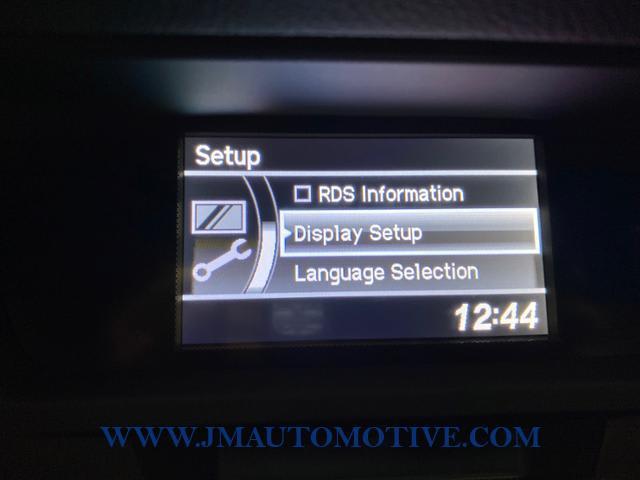 Setup
RDS Information
Display Setup
Language Selection
12:44
WWW.JMAUTOMOTIVE.COM